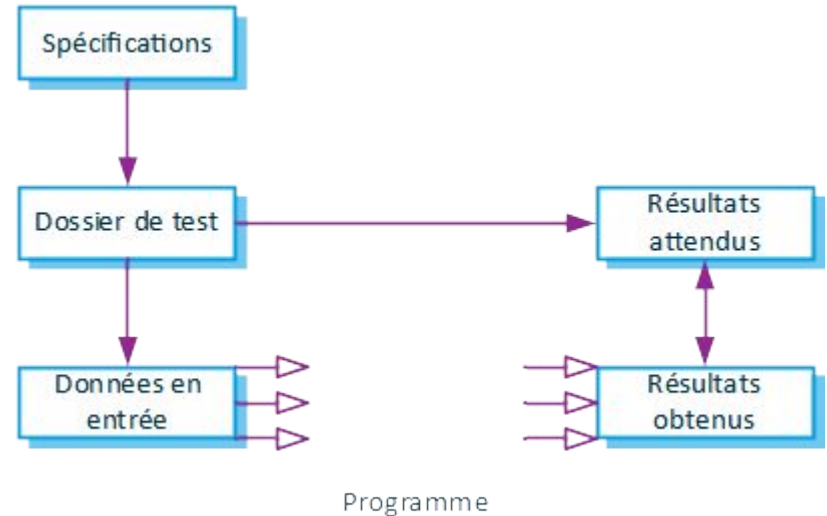 Spécifications
Dossier de test
Résultats
attendus
Données en
entrée
Résultats
obtenus
Programme